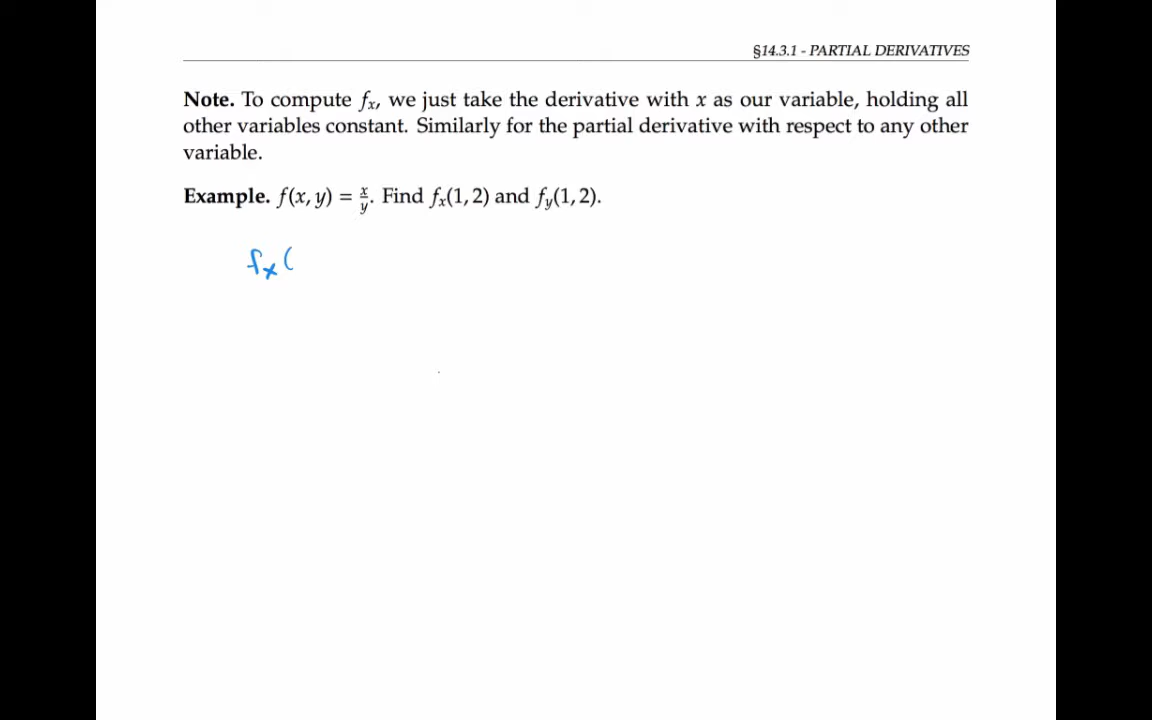 §14.3.1 - PARTIAL DERIVATIVES
Note. To compute fₓ, we just take the derivative with x as our variable, holding all
other variables constant. Similarly for the partial derivative with respect to any other
variable.
Example. f(x, y) = x/y. Find fₓ(1, 2) and f_y(1, 2).
fₓ(